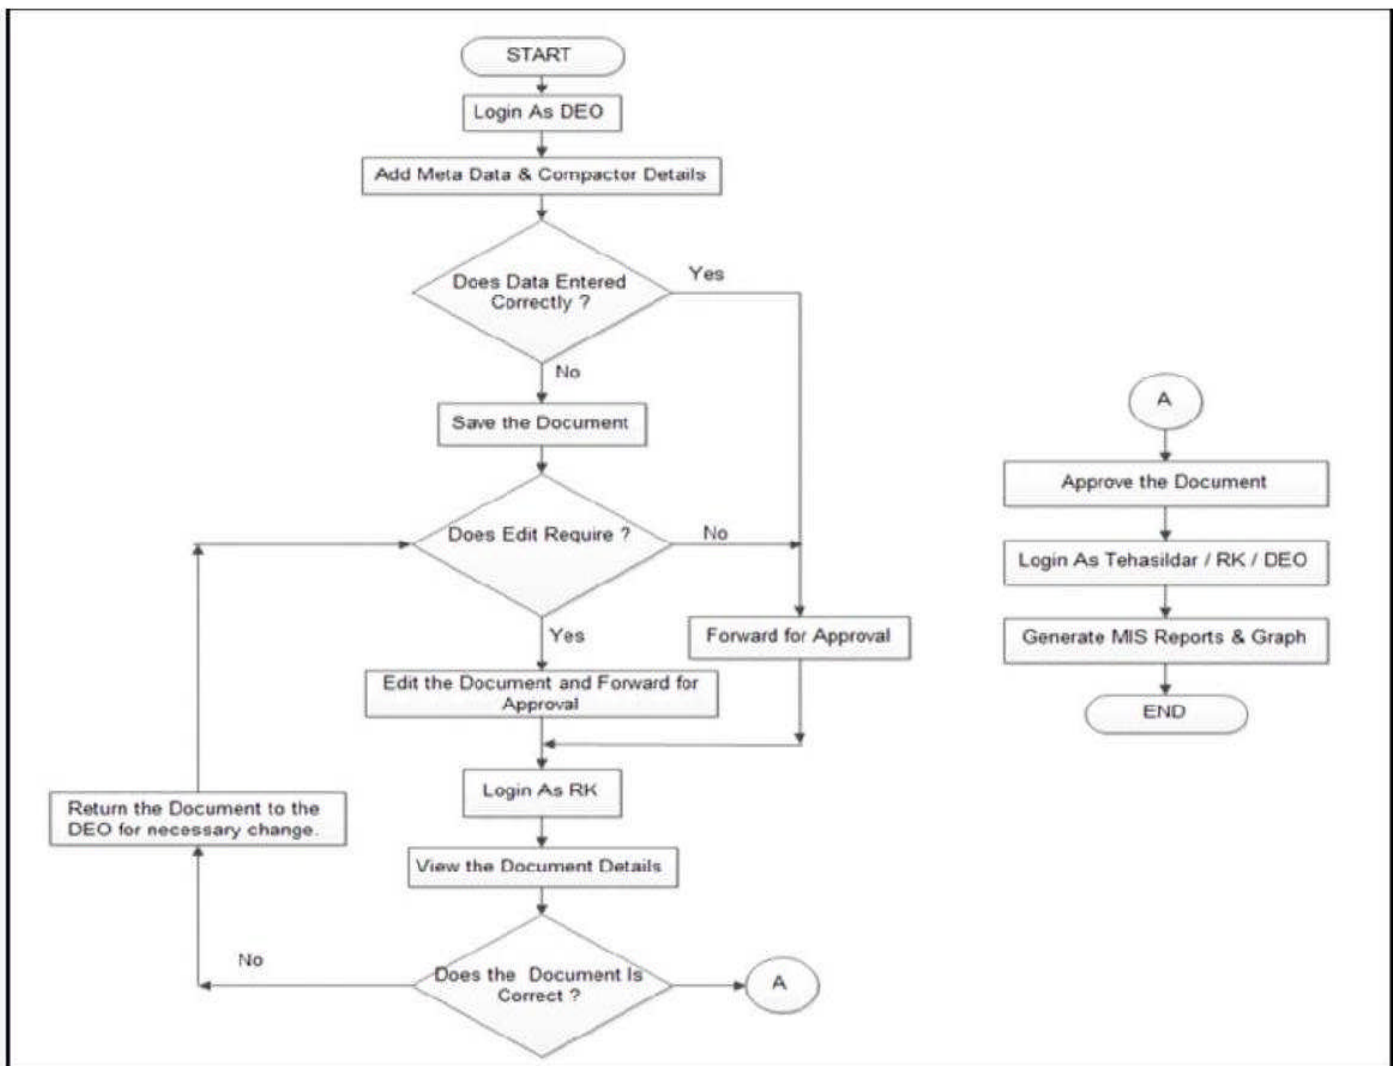 START
Login As DEO
Add Meta Data & Compactor Details
Does Data Entered
Correctly ?
Yes
No
Save the Document
Does Edit Require ?
No
Yes
Forward for Approval
Edit the Document and Forward for
Approval
Login As RK
Return the Document to the
DEO for necessary change.
View the Document Details
No
Does the Document Is
Correct ?
A
A
Approve the Document
Login As Tehasildar / RK / DEO
Generate MIS Reports & Graph
END